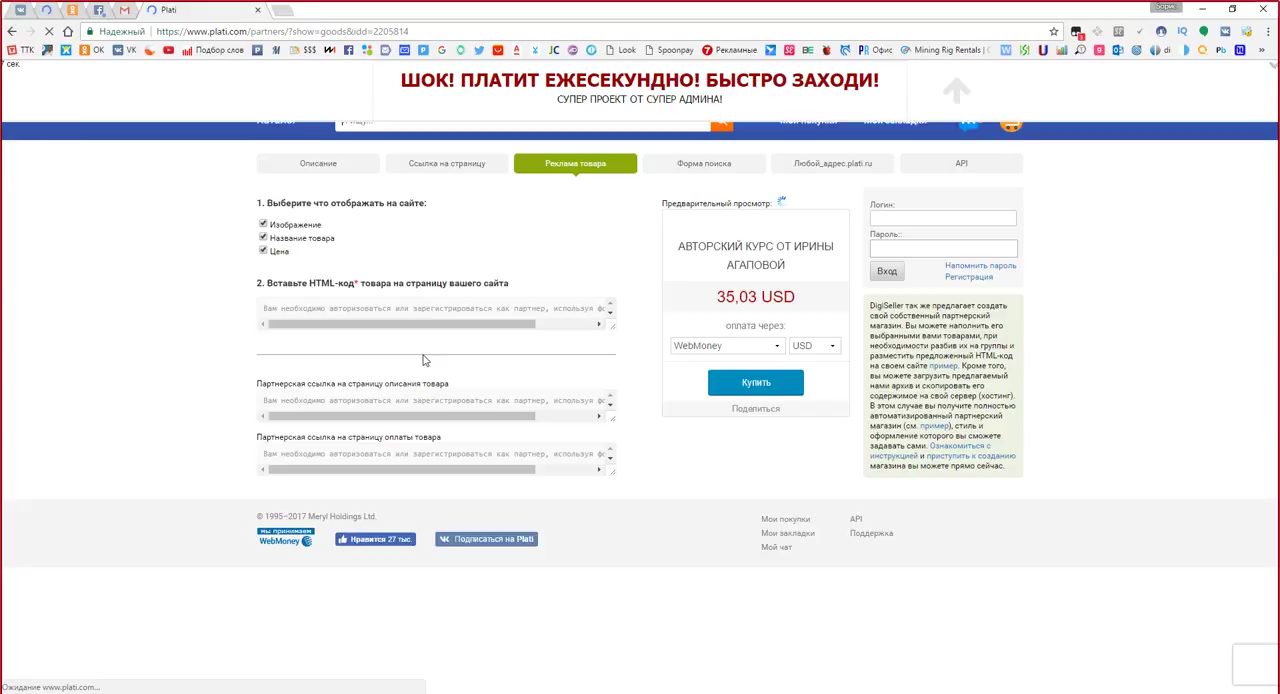 Plati
Борис
Надежный
https://www.plati.com/partners/?show=goods&idd=2205814
ТТК
ОК
VK
Подбор слов
$$$
JC
Look
Spoonpay
Рекламные
Офис
Mining Rig Rentals |
di
сек.
ШОК! ПЛАТИТ ЕЖЕСЕКУНДНО! БЫСТРО ЗАХОДИ!
СУПЕР ПРОЕКТ ОТ СУПЕР АДМИНА!
Описание
Ссылка на страницу
Реклама товара
Форма поиска
Любой_адрес.plati.ru
API
1. Выберите что отображать на сайте:
Изображение
Название товара
Цена
2. Вставьте HTML-код* товара на страницу вашего сайта
Вам необходимо авторизоваться или зарегистрироваться как партнер, используя ф
Партнерская ссылка на страницу описания товара
Вам необходимо авторизоваться или зарегистрироваться как партнер, используя ф
Партнерская ссылка на страницу оплаты товара
Вам необходимо авторизоваться или зарегистрироваться как партнер, используя ф
Предварительный просмотр:
АВТОРСКИЙ КУРС ОТ ИРИНЫ
АГАПОВОЙ
35,03 USD
оплата через:
WebMoney
USD
Купить
Поделиться
Логин:
Пароль::
Вход
Напомнить пароль
Регистрация
DigiSeller так же предлагает создать
свой собственный партнерский
магазин. Вы можете наполнить его
выбранными вами товарами, при
необходимости разбив их на группы и
разместить предложенный HTML-код
на своем сайте пример. Кроме того,
вы можете загрузить предлагаемый
нами архив и скопировать его
содержимое на свой сервер (хостинг).
В этом случае вы получите полностью
автоматизированный партнерский
магазин (см. пример), стиль и
оформление которого вы сможете
задавать сами. Ознакомиться с
инструкцией и приступить к созданию
магазина вы можете прямо сейчас.
© 1995–2017 Meryl Holdings Ltd.
мы принимаем
WebMoney
Нравится 27 тыс.
Подписаться на Plati
Мои покупки
Мои закладки
Мой чат
API
Поддержка
Ожидание www.plati.com...